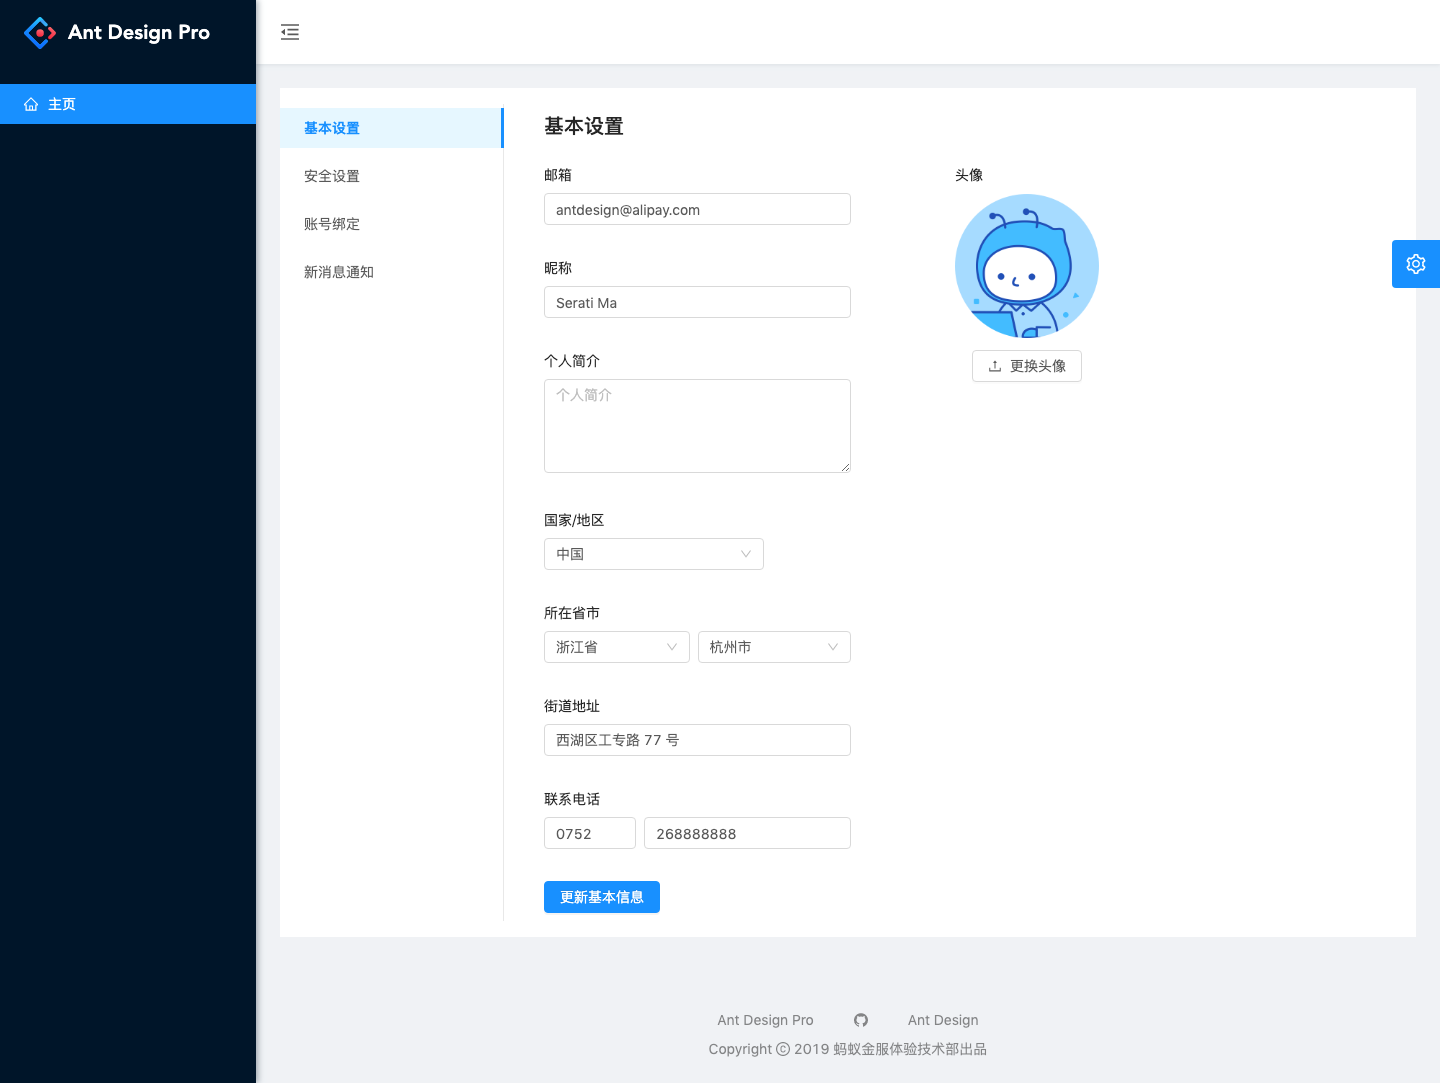 Ant Design Pro
主页
基本设置
安全设置
账号绑定
新消息通知
基本设置
邮箱
antdesign@alipay.com
昵称
Serati Ma
个人简介
个人简介
国家/地区
中国
所在省市
浙江省 杭州市
街道地址
西湖区工专路 77 号
联系电话
0752 268888888
更新基本信息
头像
更换头像
Ant Design Pro Ant Design
Copyright © 2019 蚂蚁金服体验技术部出品